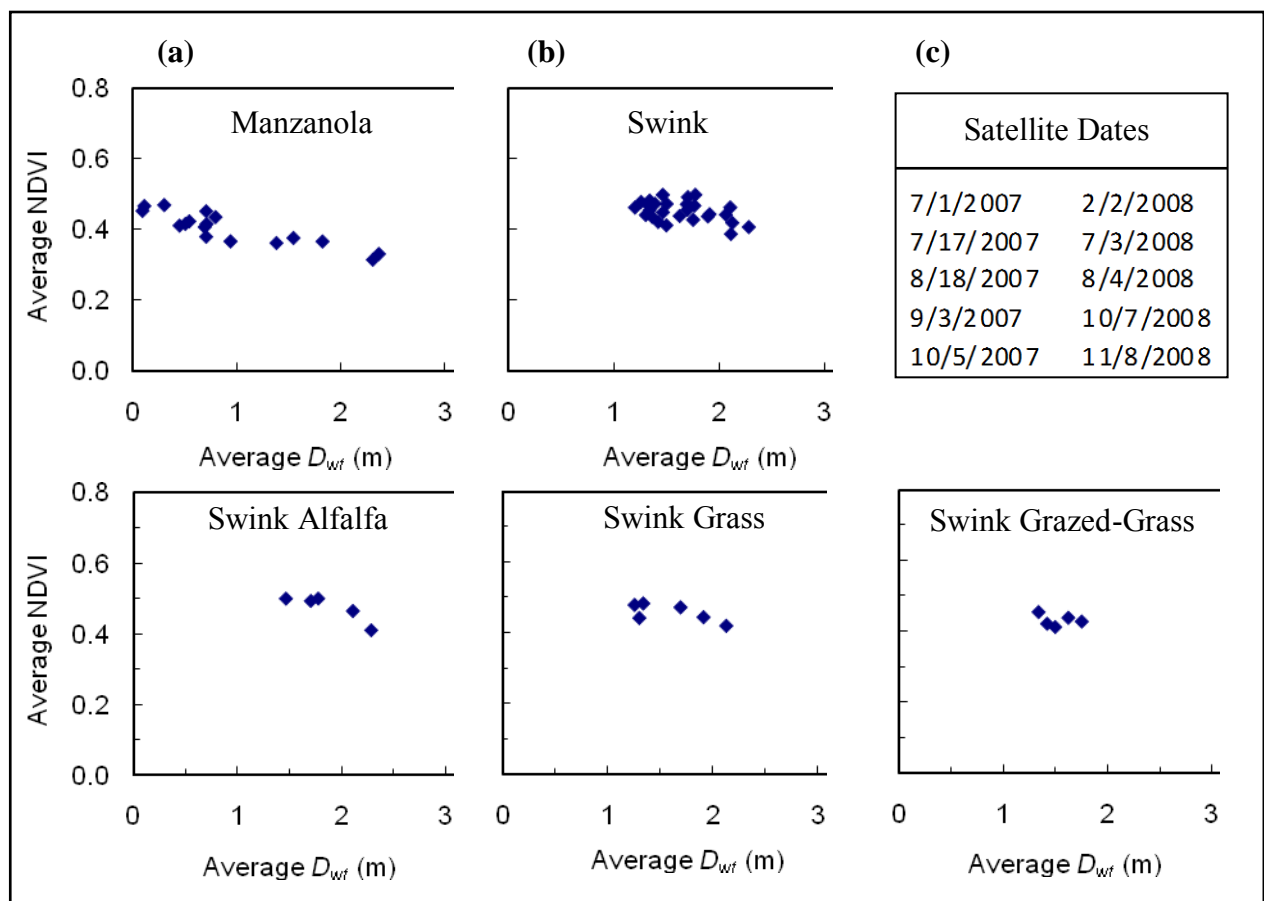 (a)
(b)
(c)
Manzanola
0.8
0.6
0.4
0.2
0.0
Average NDVI
0 1 2 3
Average Dwf (m)
Swink
0 1 2 3
Average Dwf (m)
Satellite Dates
7/1/2007 2/2/2008
7/17/2007 7/3/2008
8/18/2007 8/4/2008
9/3/2007 10/7/2008
10/5/2007 11/8/2008
Swink Alfalfa
0.8
0.6
0.4
0.2
0.0
Average NDVI
0 1 2 3
Average Dwf (m)
Swink Grass
0 1 2 3
Average Dwf (m)
Swink Grazed-Grass
0 1 2 3
Average Dwf (m)